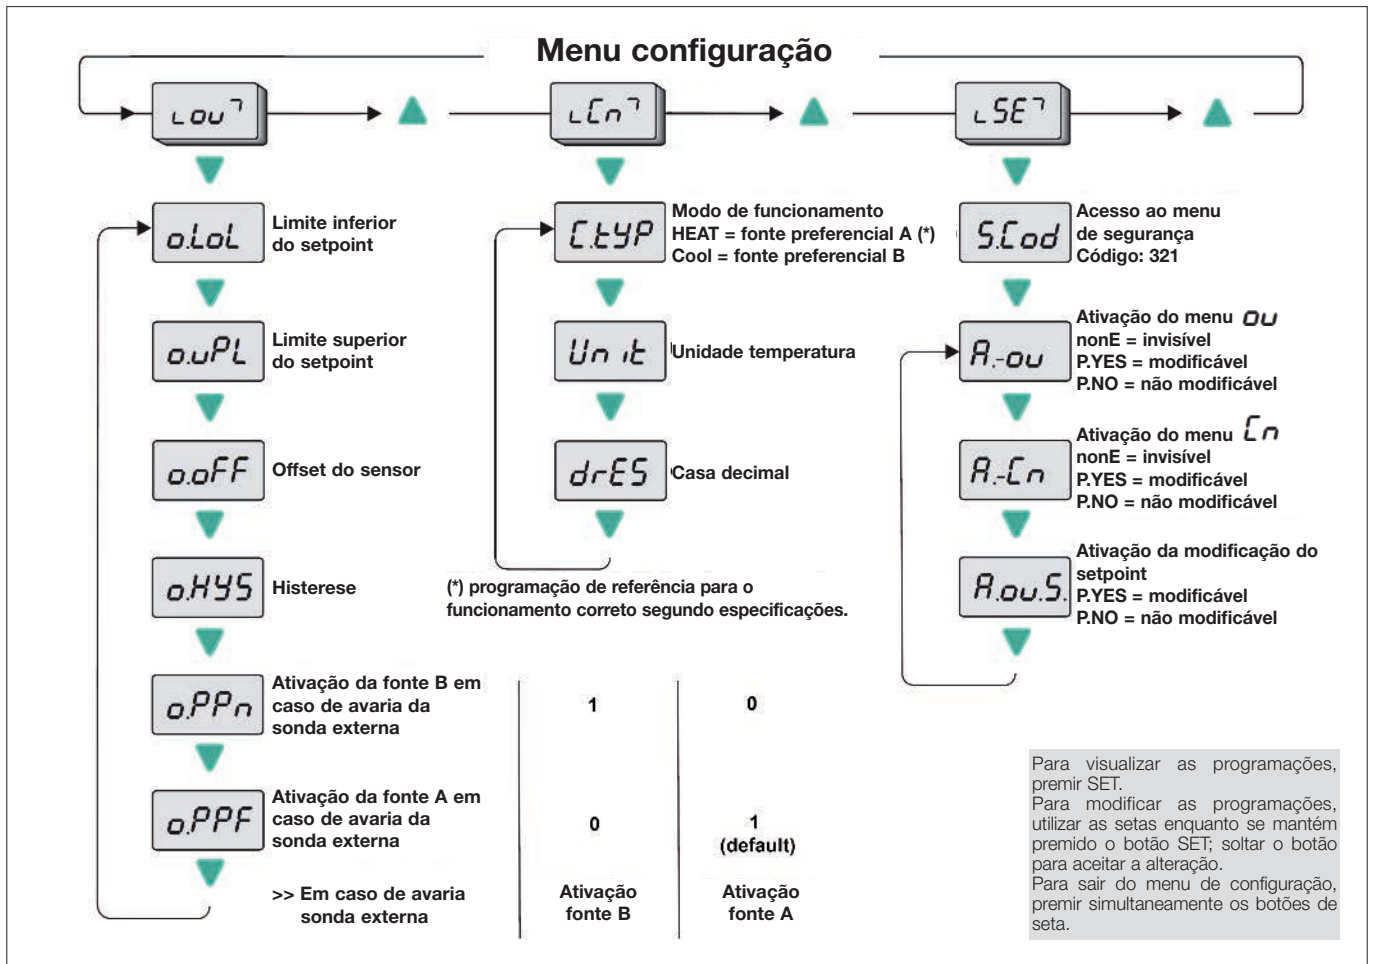 Menu configuração
ou
Cn
SE
o.LoL
Limite inferior
do setpoint
o.uPL
Limite superior
do setpoint
o.oFF
Offset do sensor
o.HYS
Histerese
o.PPn
Ativação da fonte B em
caso de avaria da
sonda externa
o.PPF
Ativação da fonte A em
caso de avaria da
sonda externa
>> Em caso de avaria
sonda externa
C.tYP
Modo de funcionamento
HEAT = fonte preferencial A (*)
Cool = fonte preferencial B
Unit
Unidade temperatura
drES
Casa decimal
(*) programação de referência para o
funcionamento correto segundo especificações.
1
0
0
1
(default)
Ativação
fonte B
Ativação
fonte A
S.Cod
Acesso ao menu
de segurança
Código: 321
A.-ou
Ativação do menu ou
nonE = invisível
P.YES = modificável
P.NO = não modificável
A.-Cn
Ativação do menu Cn
nonE = invisível
P.YES = modificável
P.NO = não modificável
A.ou.S.
Ativação da modificação do
setpoint
P.YES = modificável
P.NO = não modificável
Para visualizar as programações,
premir SET.
Para modificar as programações,
utilizar as setas enquanto se mantém
premido o botão SET; soltar o botão
para aceitar a alteração.
Para sair do menu de configuração,
premir simultaneamente os botões de
seta.